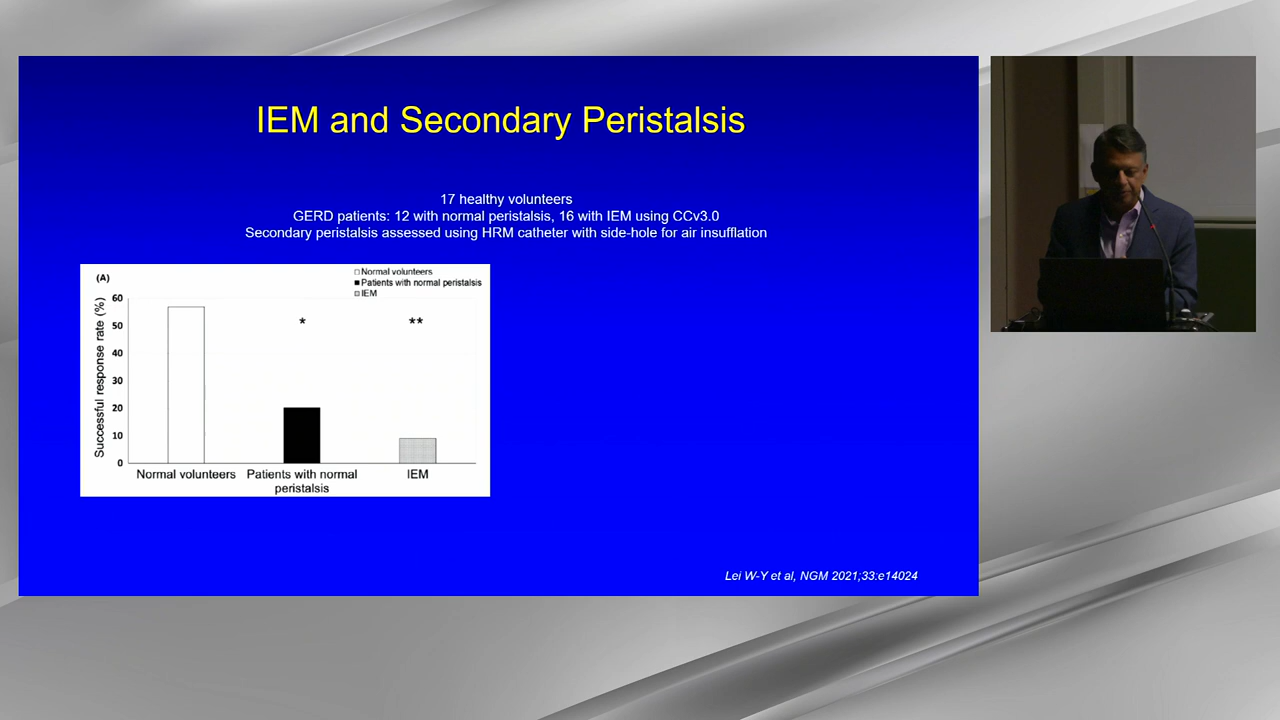 IEM and Secondary Peristalsis
17 healthy volunteers
GERD patients: 12 with normal peristalsis, 16 with IEM using CCv3.0
Secondary peristalsis assessed using HRM catheter with side-hole for air insufflation
(A)
Normal volunteers
Patients with normal peristalsis
IEM
Successful response rate (%)
60
50
40
30
20
10
0
*
**
Normal volunteers
Patients with normal
peristalsis
IEM
Lei W-Y et al, NGM 2021;33:e14024